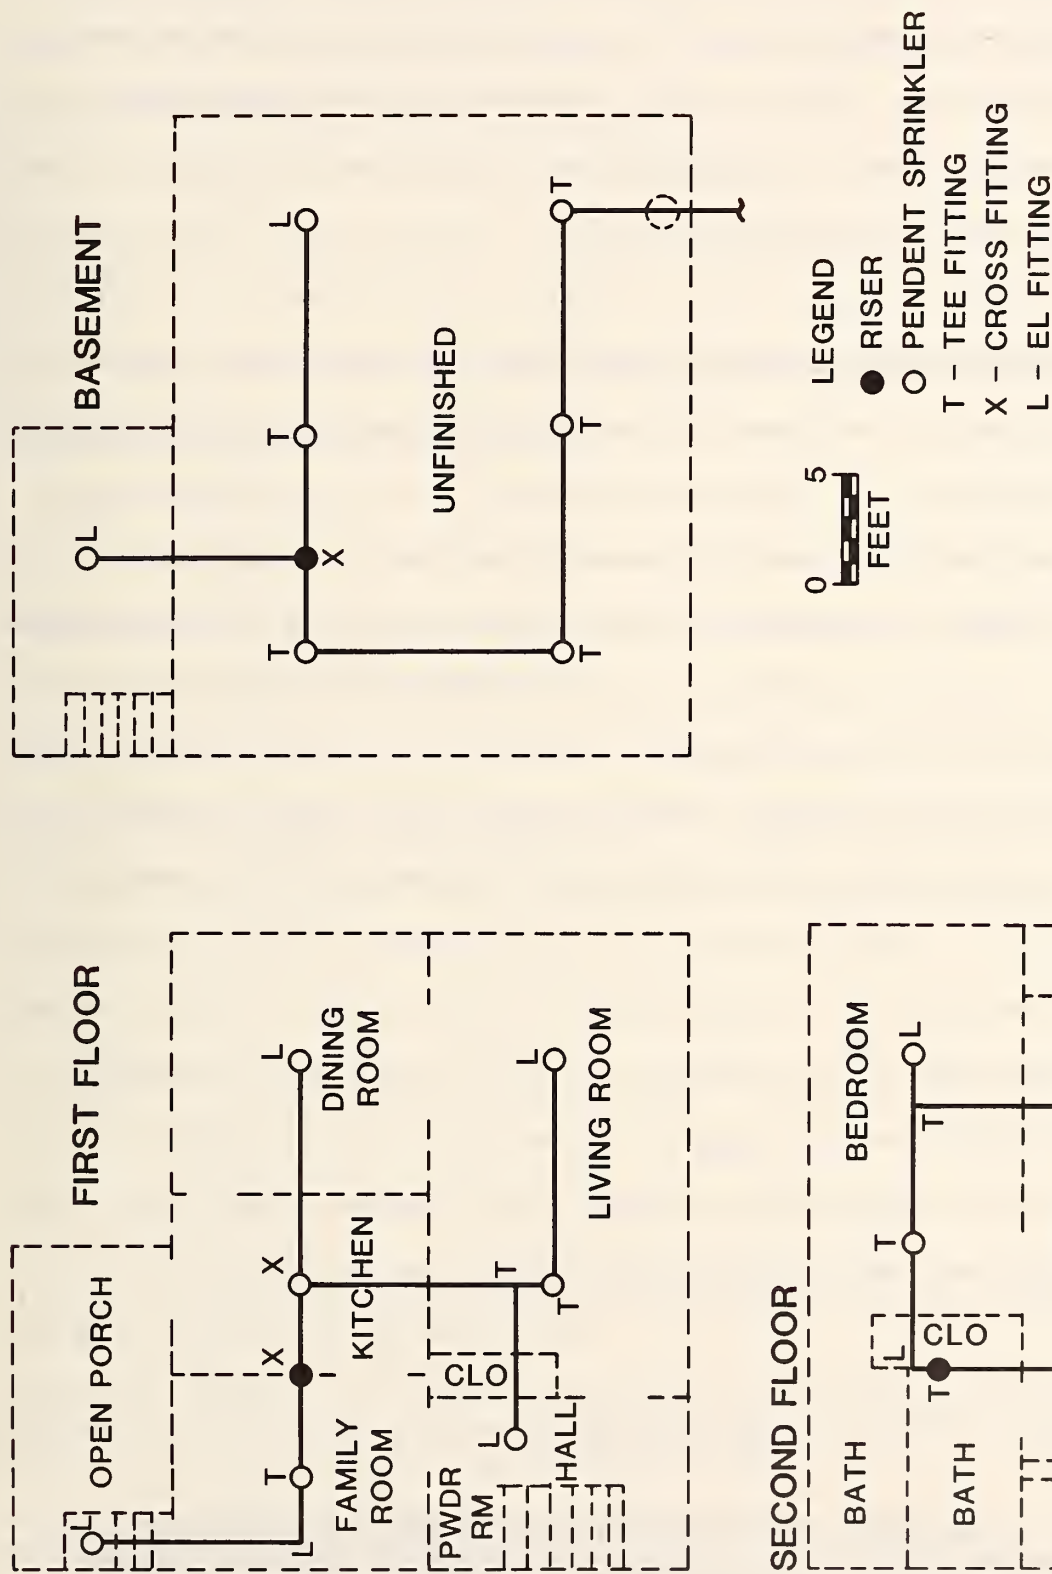 BASEMENT
L
L
T
X
T
UNFINISHED
T
T
T
LEGEND
RISER
PENDENT SPRINKLER
T - TEE FITTING
X - CROSS FITTING
L - EL FITTING
0 5
FEET
FIRST FLOOR
OPEN PORCH
L
L
T
X
X
L
FAMILY
ROOM
KITCHEN
DINING
ROOM
PWDR
RM
CLO
L
HALL
T
T
L
LIVING ROOM
SECOND FLOOR
BATH
BATH
L
T
CLO
T
BEDROOM
T
L
T